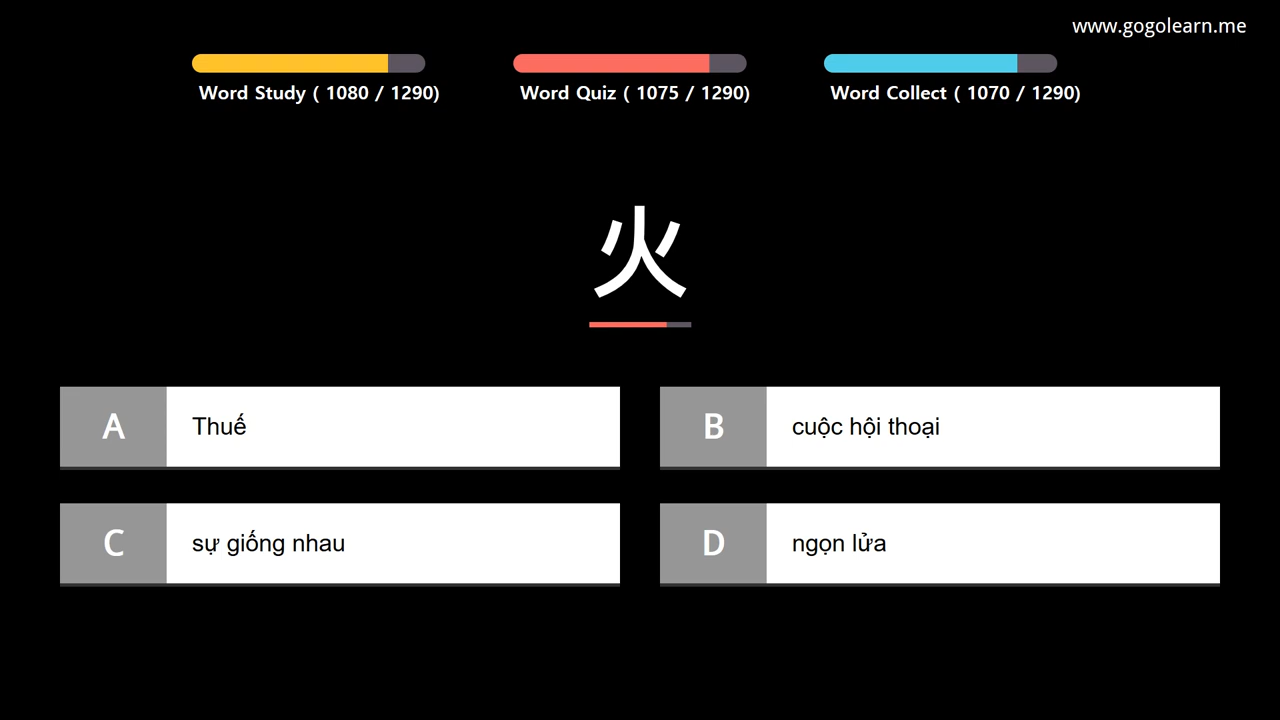 www.gogolearn.me
Word Study ( 1080 / 1290)
Word Quiz ( 1075 / 1290)
Word Collect ( 1070 / 1290)
火
A Thuế
B cuộc hội thoại
C sự giống nhau
D ngọn lửa